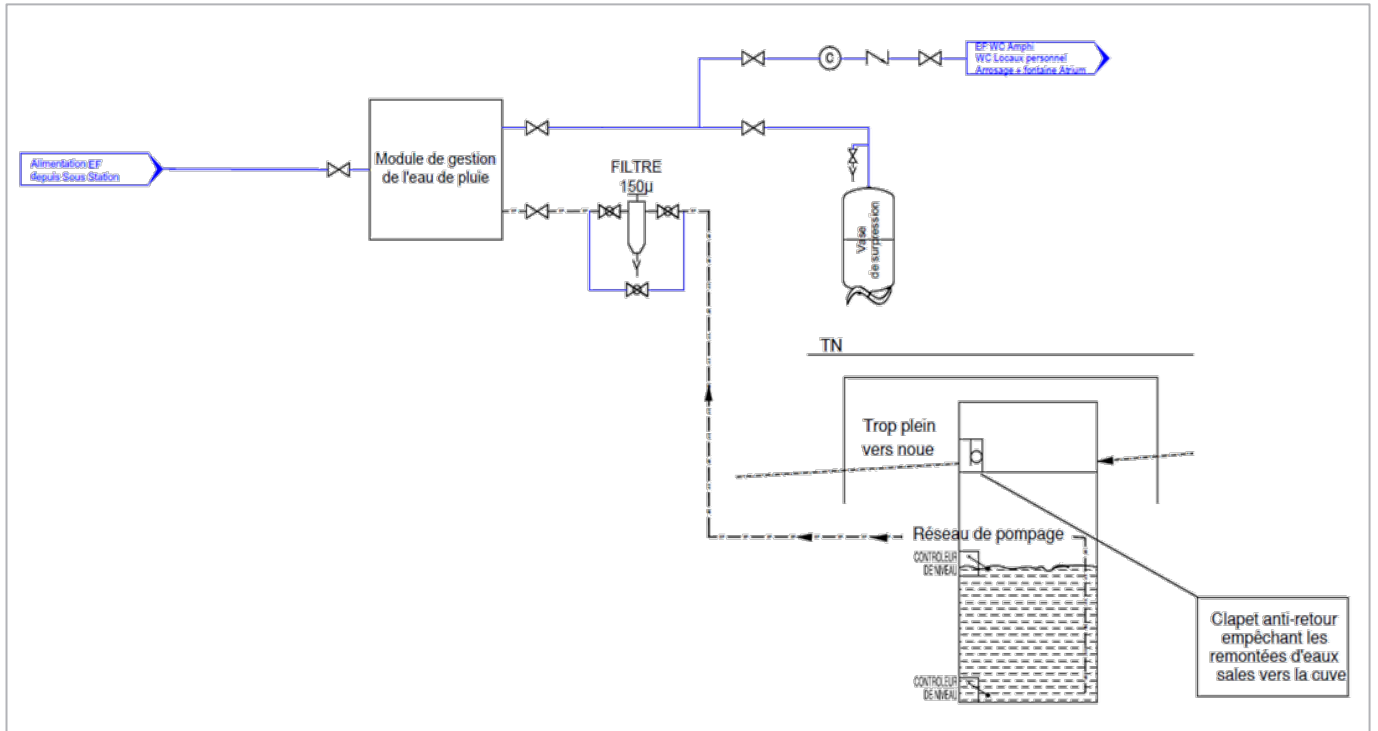 EF WC Amphi
WC Locaux personnel
Arrosage + fontaine Atrium
C
Alimentation EF
depuis Sous Station
Module de gestion
de l'eau de pluie
FILTRE
150µ
Vase
de surpression
TN
Trop plein
vers noue
Réseau de pompage
CONTROLEUR
DE NIVEAU
Clapet anti-retour
empêchant les
remontées d'eaux
sales vers la cuve
CONTROLEUR
DE NIVEAU